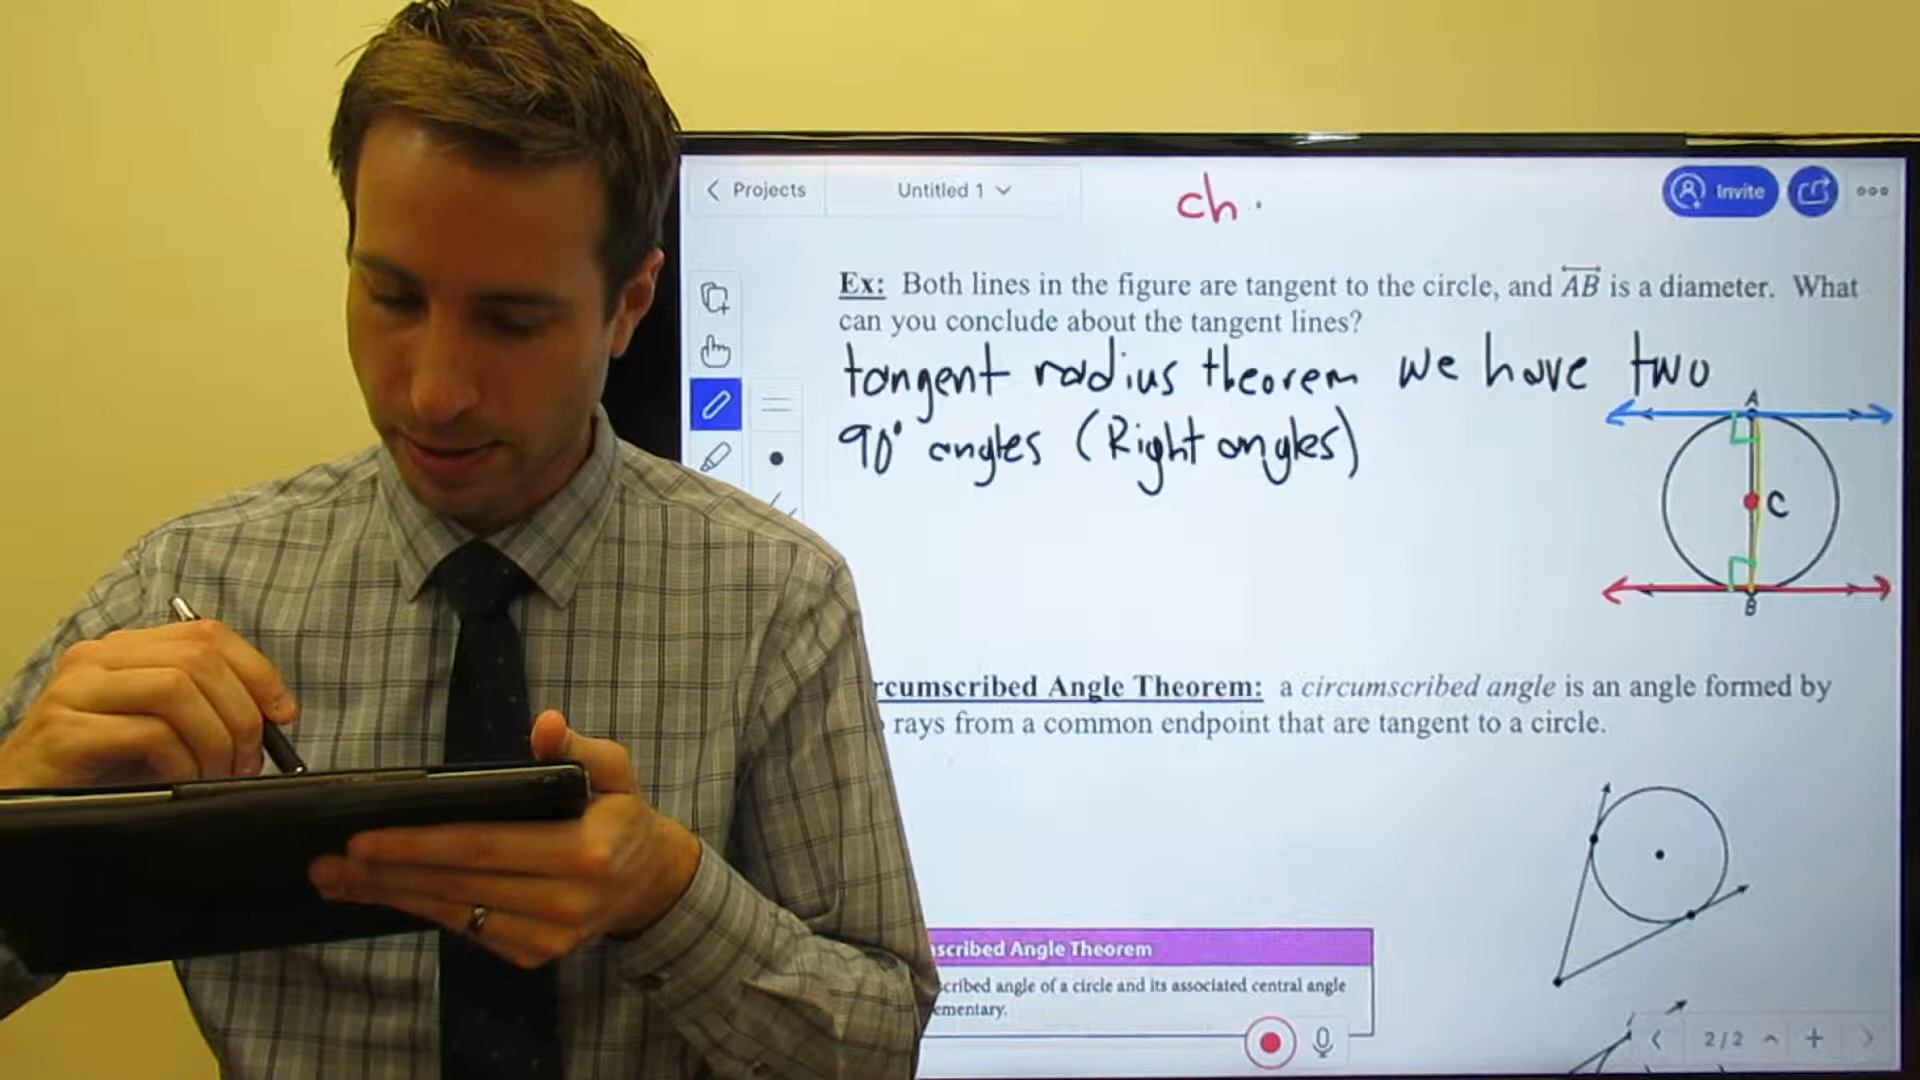 Projects
Untitled 1
ch
Invite
Ex: Both lines in the figure are tangent to the circle, and AB is a diameter. What
can you conclude about the tangent lines?
tangent radius theorem we have two
90° angles (Right angles)
A
C
B
rcumscribed Angle Theorem: a circumscribed angle is an angle formed by
rays from a common endpoint that are tangent to a circle.
scribed Angle Theorem
cribed angle of a circle and its associated central angle
ementary.
2/2